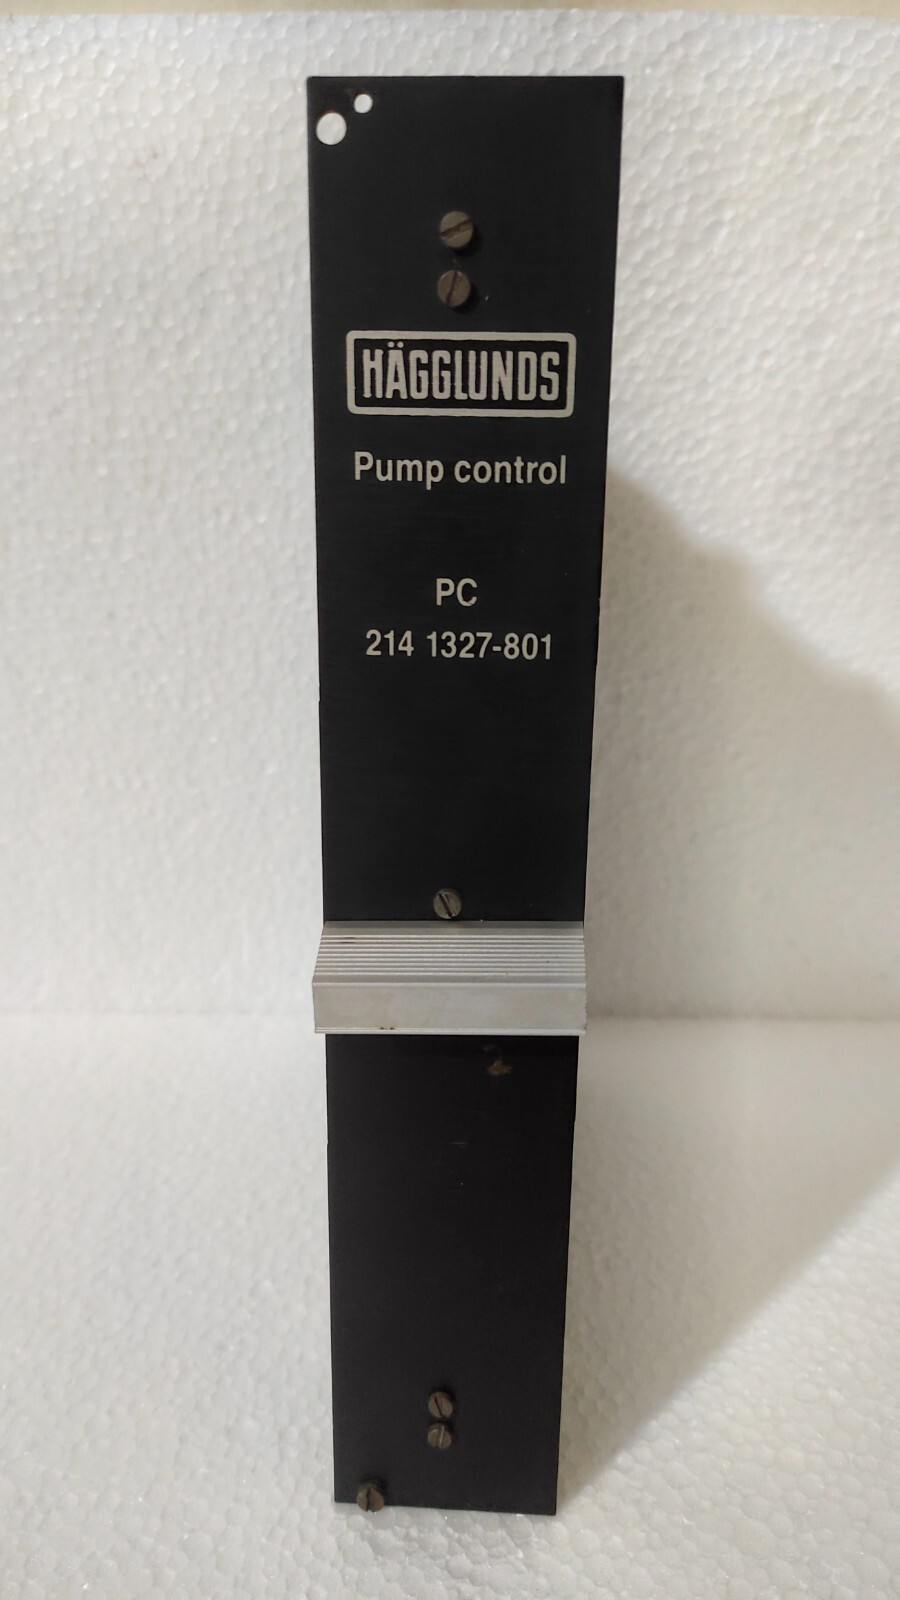 HÄGGLUNDS
Pump control
PC
214 1327-801